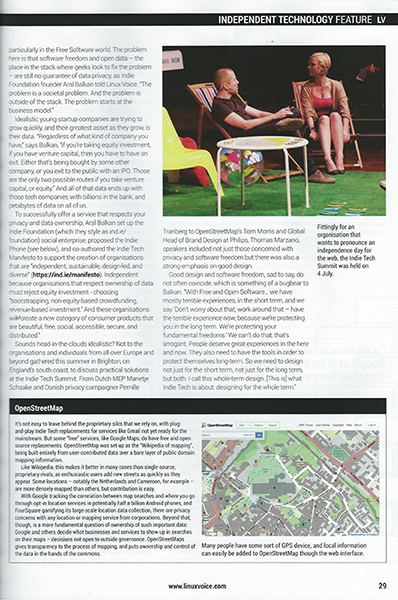 INDEPENDENT TECHNOLOGY FEATURE LV
particularly in the Free Software world. The problem
here is that software freedom and open data – the
place in the stack where geeks look to fix the problem
– are still no guarantee of data privacy, as Indie
Foundation founder Aral Balkan told Linux Voice: "The
problem is a societal problem. And the problem is
outside of the stack. The problem starts at the
business model."
Idealistic young startup companies are trying to
grow quickly, and their greatest asset as they grow, is
their data. "Regardless of what kind of company you
have," says Balkan, "if you're taking equity investment,
if you have venture capital, then you have to have an
exit. Either that's being bought by some other
company, or you exit to the public with an IPO. Those
are the only two possible routes if you take venture
capital, or equity." And all of that data ends up with
those tech companies with billions in the bank, and
petabytes of data on all of us.
To successfully offer a service that respects your
privacy and data ownership, Aral Balkan set up the
Indie Foundation (which they style as ind.ie/
foundation) social enterprise, proposed the Indie
Phone (see below), and co-authored the Indie Tech
Manifesto to support the creation of organisations
that are "independent, sustainable, design-led, and
diverse" (https://ind.ie/manifesto). Independent
because organisations that respect ownership of data
must reject equity investment - choosing
"bootstrapping, non-equity-based crowdfunding,
revenue-based investment." And these organisations
will create a new category of consumer products that
are beautiful, free, social, accessible, secure, and
distributed."
Sounds head-in-the-clouds idealistic? Not to the
organisations and individuals from all over Europe and
beyond gathered this summer in Brighton, on
England's south coast, to discuss practical solutions
at the Indie Tech Summit. From Dutch MEP Marietje
Schaake and Danish privacy campaigner Pernille
Tranberg to OpenStreetMap's Tom Morris and Global
Head of Brand Design at Philips, Thomas Marzano,
speakers included not just those concerned with
privacy and software freedom but there was also a
strong emphasis on good design.
Good design and software freedom, sad to say, do
not often coincide, which is something of a bugbear to
Balkan. "With Free and Open Software... we have
mostly terrible experiences, in the short term, and we
say 'Don't worry about that, work around that – have
the terrible experience now, because we're protecting
you in the long term. We're protecting your
fundamental freedoms.' We can't do that, that's
arrogant. People deserve great experiences in the here
and now. They also need to have the tools in order to
protect themselves long-term. So we need to design
not just for the short term, not just for the long term,
but both. I call this whole-term design. [This is] what
Indie Tech is about; designing for the whole term."
Fittingly for an
organisation that
wants to pronounce an
independence day for
the web, the Indie Tech
Summit was held on
4 July.
OpenStreetMap
It's not easy to leave behind the proprietary silos that we rely on, with plug-
and-play Indie Tech replacements for services like Gmail not yet ready for the
mainstream. But some "free" services, like Google Maps, do have free and open
source replacements. OpenStreetMap was set up as the "Wikipedia of mapping",
being built entirely from user contributed data over a bare layer of public domain
mapping information.
Like Wikipedia, this makes it better in many cases than single-source,
proprietary rivals, as enthusiastic users add new streets as quickly as they
appear. Some locations – notably the Netherlands and Cameroon, for example –
are more densely mapped than others, but contribution is easy.
With Google tracking the correlation between map searches and where you go
through opt-in location services in potentially half a billion Android phones, and
FourSquare gamifying its large-scale location data collection, there are privacy
concerns with any location or mapping service from corporations. Beyond that,
though, is a more fundamental question of ownership of such important data:
Google and others decide what businesses and services to show up in searches
on their maps – decisions not open to outside governance. OpenStreetMaps
gives transparency to the process of mapping, and puts ownership and control of
the data in the hands of the commons.
OpenStreetMap
Many people have some sort of GPS device, and local information
can easily be added to OpenStreetMap though the web interface.
www.linuxvoice.com
29